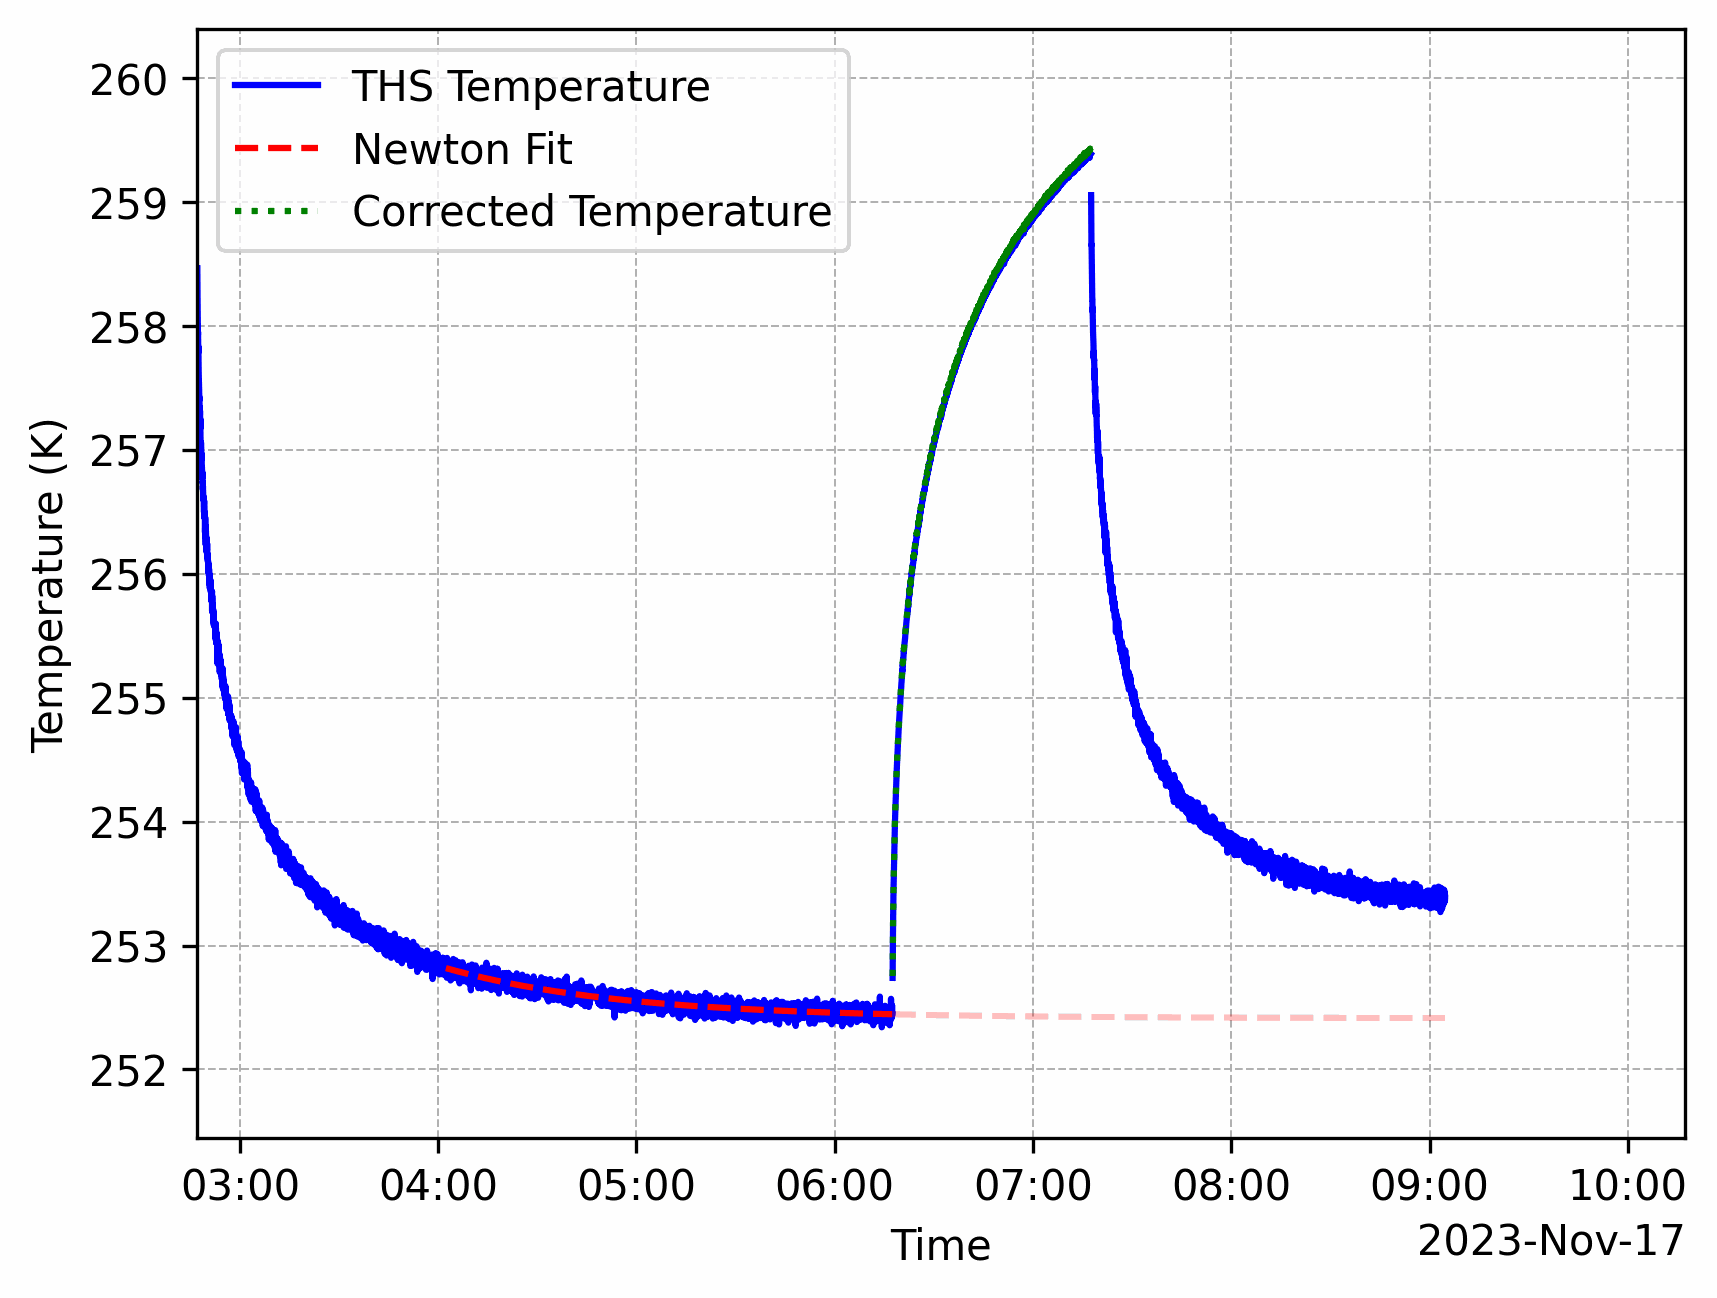 THS Temperature
Newton Fit
Corrected Temperature
260
259
258
257
256
255
254
253
252
Temperature (K)
03:00 04:00 05:00 06:00 07:00 08:00 09:00 10:00
Time
2023-Nov-17